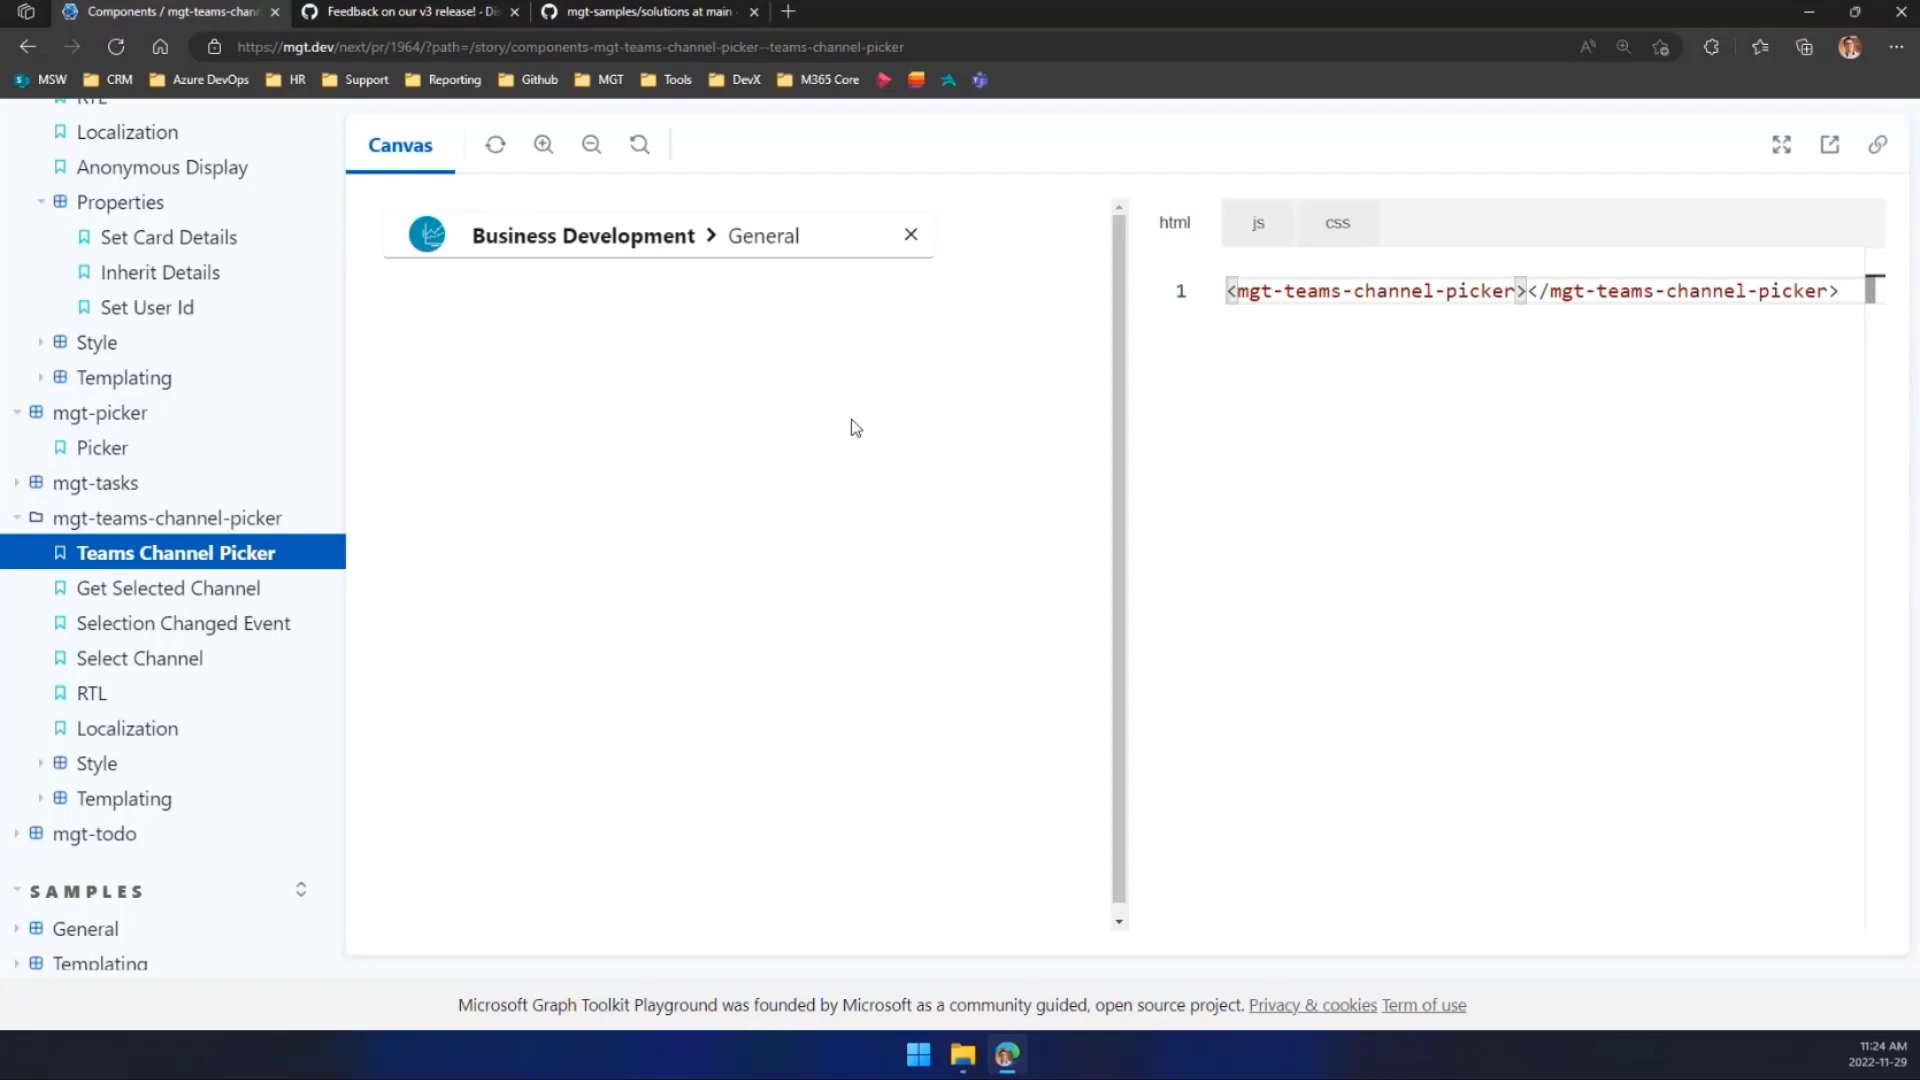 Components / mgt-teams-chan
Feedback on our v3 release! · Di
mgt-samples/solutions at main
https://mgt.dev/next/pr/1964/?path=/story/components-mgt-teams-channel-picker--teams-channel-picker
MSW
CRM
Azure DevOps
HR
Support
Reporting
Github
MGT
Tools
DevX
M365 Core
RTL
Localization
Anonymous Display
Properties
Set Card Details
Inherit Details
Set User Id
Style
Templating
mgt-picker
Picker
mgt-tasks
mgt-teams-channel-picker
Teams Channel Picker
Get Selected Channel
Selection Changed Event
Select Channel
RTL
Localization
Style
Templating
mgt-todo
SAMPLES
General
Templating
Canvas
Business Development > General
html
js
css
1
<mgt-teams-channel-picker></mgt-teams-channel-picker>
Microsoft Graph Toolkit Playground was founded by Microsoft as a community guided, open source project. Privacy & cookies Term of use
11:24 AM
2022-11-29